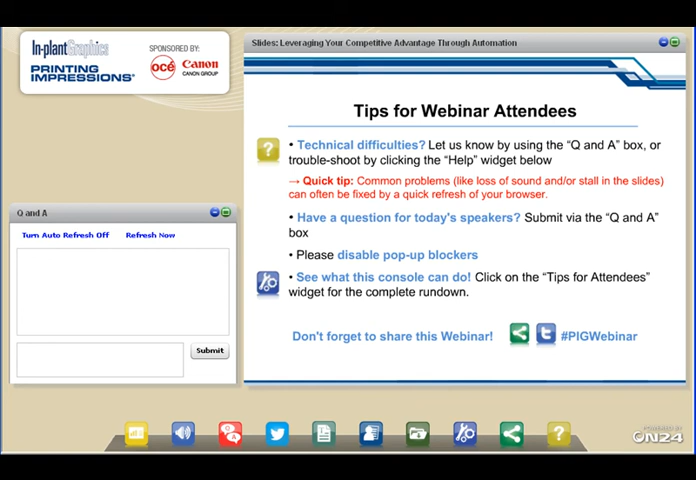 In-plantGraphics
PRINTING
IMPRESSIONS®
SPONSORED BY:
océ
Canon
CANON GROUP
Slides: Leveraging Your Competitive Advantage Through Automation
Tips for Webinar Attendees
? • Technical difficulties? Let us know by using the “Q and A” box, or
trouble-shoot by clicking the “Help” widget below
→ Quick tip: Common problems (like loss of sound and/or stall in the slides)
can often be fixed by a quick refresh of your browser.
• Have a question for today's speakers? Submit via the “Q and A”
box
• Please disable pop-up blockers
• See what this console can do! Click on the “Tips for Attendees”
widget for the complete rundown.
Don't forget to share this Webinar! t #PIGWebinar
Q and A
Turn Auto Refresh Off Refresh Now
Submit
Q A
?
POWERED BY
ON24